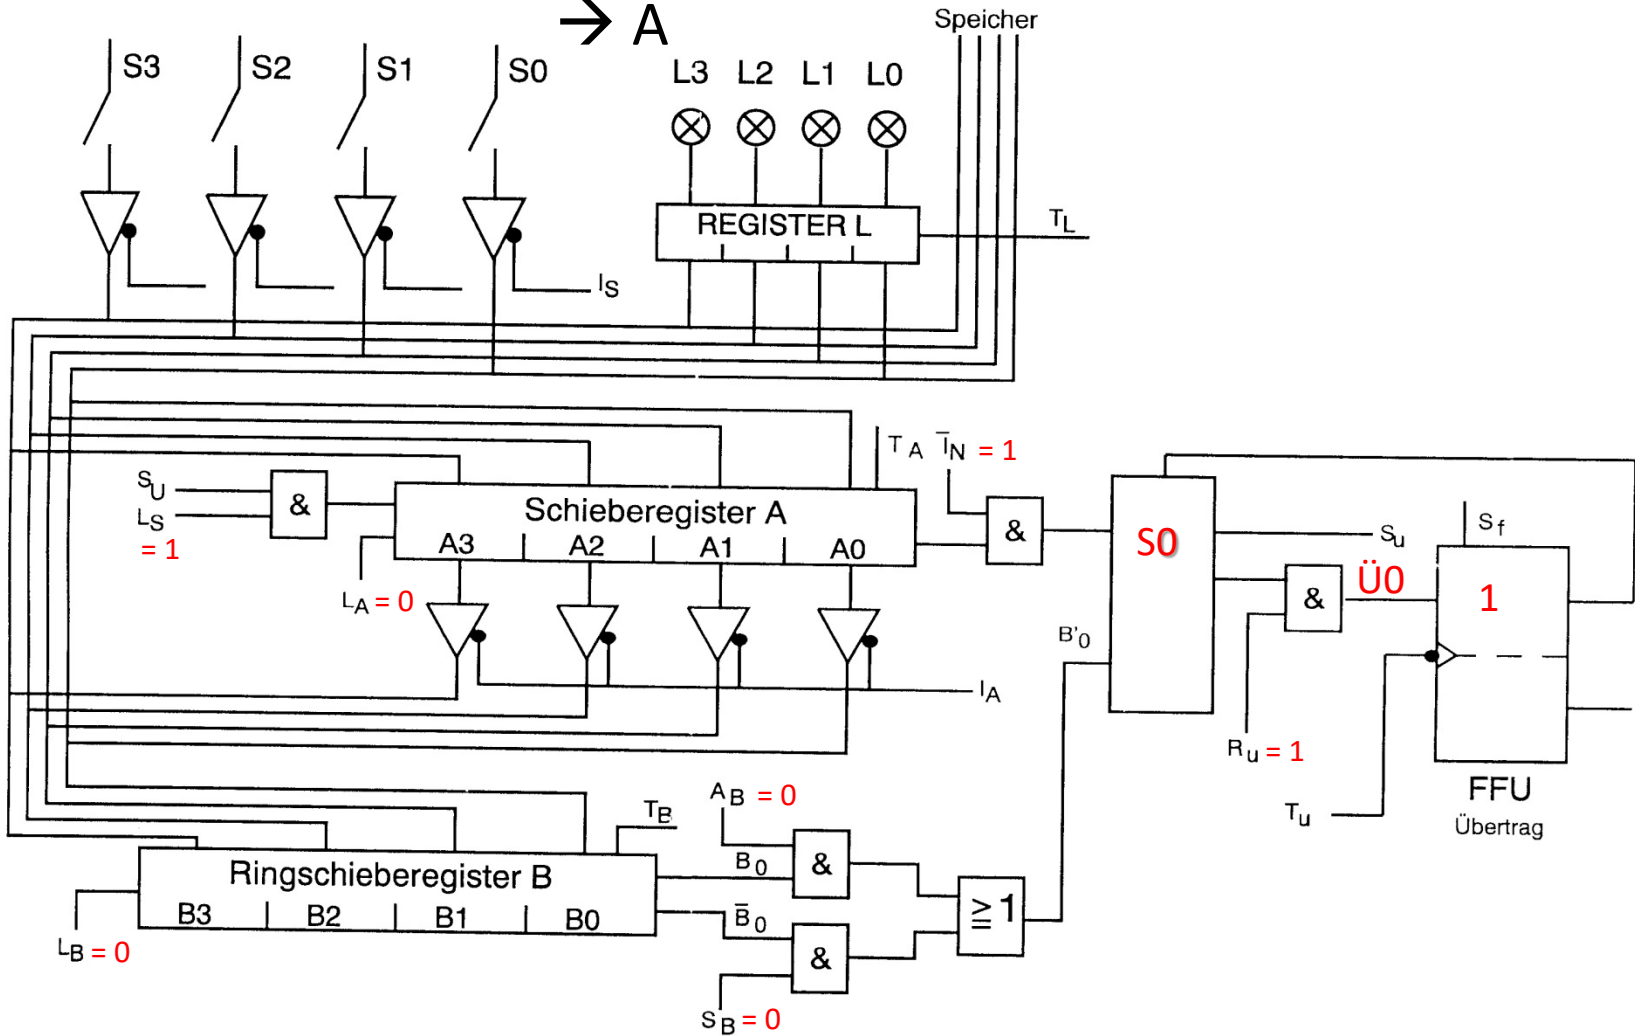 → A
Speicher
S3 S2 S1 S0
L3 L2 L1 L0
REGISTER L
TL
IS
TA ĪN = 1
SU
LS
= 1
&
Schieberegister A
A3 A2 A1 A0
LA = 0
&
S0
Su
Sf
Ü0
1
&
B'0
IA
Ru = 1
FFU
Übertrag
Tu
AB = 0
TB
B0
&
Ringschieberegister B
B3 B2 B1 B0
B̄0
≧1
LB = 0
&
SB = 0